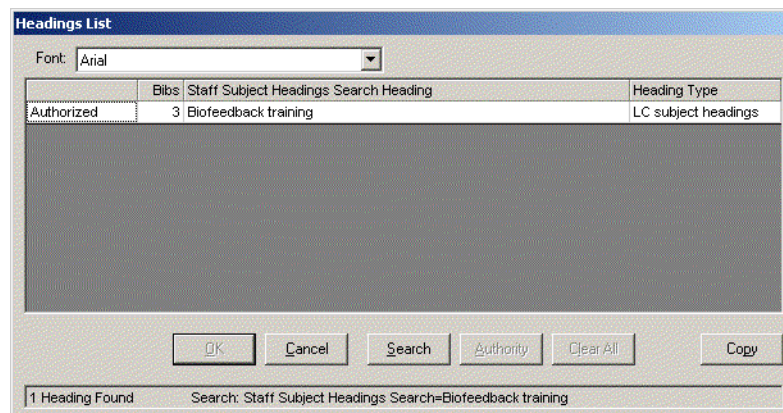 Headings List
Font: Arial
Bibs Staff Subject Headings Search Heading Heading Type
Authorized 3 Biofeedback training LC subject headings
OK Cancel Search Authority Clear All Copy
1 Heading Found Search: Staff Subject Headings Search=Biofeedback training